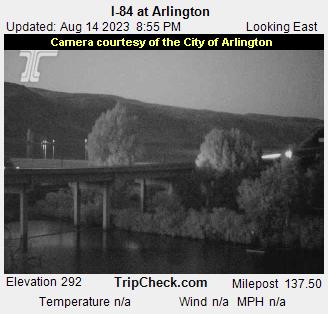 I-84 at Arlington
Updated: Aug 14 2023 8:55 PM Looking East
Camera courtesy of the City of Arlington
Elevation 292 TripCheck.com Milepost 137.50
Temperature n/a Wind n/a MPH n/a